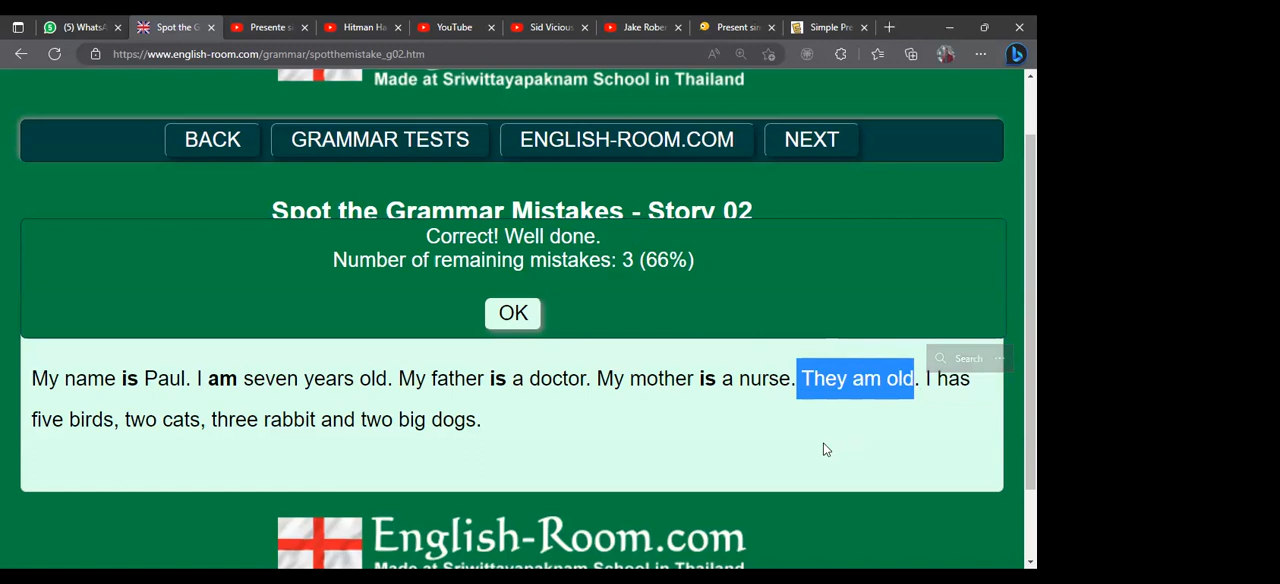 (5) WhatsA
Spot the G
Presente s
Hitman Ha
YouTube
Sid Viciou
Jake Rober
Present sin
Simple Pre
https://www.english-room.com/grammar/spotthemistake_g02.htm
Made at Sriwittayapaknam School in Thailand
BACK GRAMMAR TESTS ENGLISH-ROOM.COM NEXT
Spot the Grammar Mistakes - Story 02
Correct! Well done.
Number of remaining mistakes: 3 (66%)
OK
Search
My name is Paul. I am seven years old. My father is a doctor. My mother is a nurse. They am old. I has
five birds, two cats, three rabbit and two big dogs.
English-Room.com
Made at Sriwittayapaknam School in Thailand